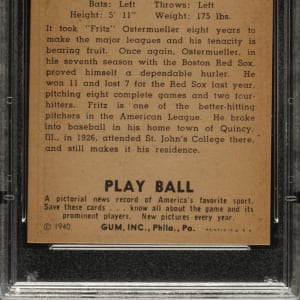 Bats: Left Throws: Left
Height: 5' 11" Weight: 175 lbs.
It took "Fritz" Ostermueller eight years to
make the major leagues and his tenacity is
bearing fruit. Once again, Ostermueller, in
his seventh season with the Boston Red Sox,
proved himself a dependable hurler. He
won 11 and lost 7 for the Red Sox last year,
pitching eight complete games and two four-
hitters. Fritz is one of the better-hitting
pitchers in the American League. He broke
into baseball in his home town of Quincy,
Ill., in 1926, attended St. John's College there,
and still makes it his residence.
PLAY BALL
A pictorial news record of America's favorite sport.
Save these cards . . . know all about the game and its
prominent players. New pictures every year.
© 1940 GUM, INC., Phila., Pa. PRINTED IN U.S.A.